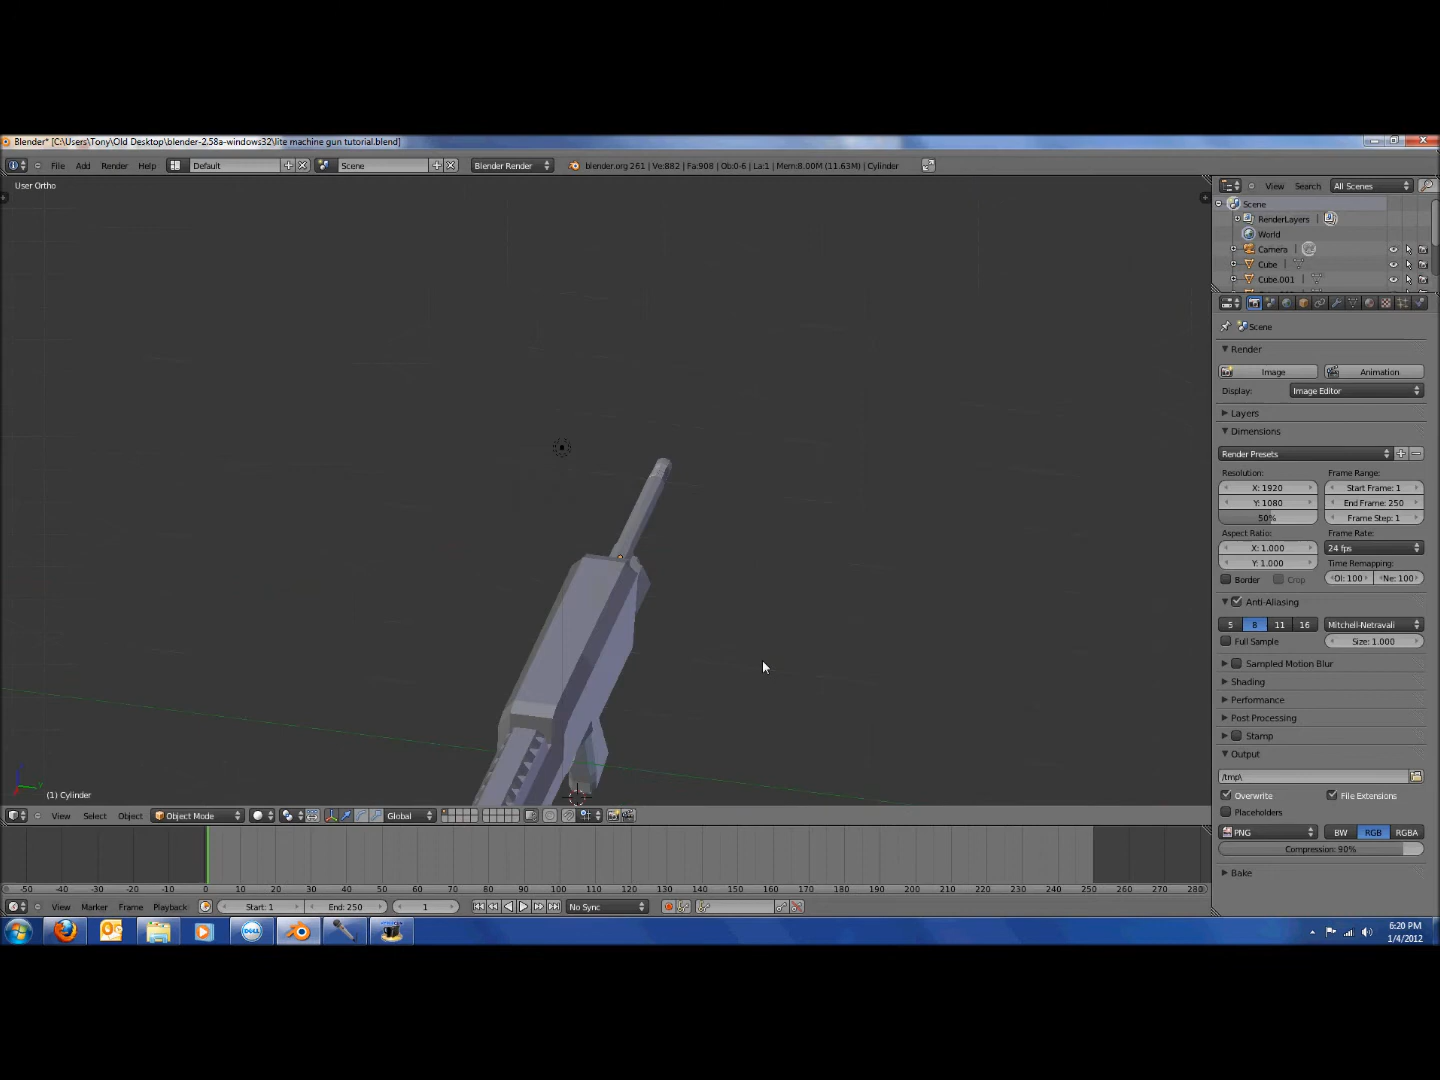 Blender* [C:\Users\Tony\Old Desktop\blender-2.58a-windows32\lite machine gun tutorial.blend]
File Add Render Help Default Scene Blender Render blender.org 261 | Ve:882 | Fa:908 | Ob:0-6 | La:1 | Mem:8.00M (11.63M) | Cylinder
User Ortho
View Search All Scenes
Scene
RenderLayers
World
Camera
Cube
Cube.001
Scene
Render
Image Animation
Display: Image Editor
Layers
Dimensions
Render Presets
Resolution: Frame Range:
X: 1920 Start Frame: 1
Y: 1080 End Frame: 250
50% Frame Step: 1
Aspect Ratio: Frame Rate:
X: 1.000 24 fps
Y: 1.000 Time Remapping:
Border Crop Ol: 100 Ne: 100
Anti-Aliasing
5 8 11 16 Mitchell-Netravali
Full Sample Size: 1.000
Sampled Motion Blur
Shading
Performance
Post Processing
Stamp
Output
/tmp\
Overwrite File Extensions
Placeholders
PNG BW RGB RGBA
Compression: 90%
Bake
(1) Cylinder
View Select Object Object Mode Global
-50 -40 -30 -20 -10 0 10 20 30 40 50 60 70 80 90 100 110 120 130 140 150 160 170 180 190 200 210 220 230 240 250 260 270 280
View Marker Frame Playback Start: 1 End: 250 1 No Sync
DELL
6:20 PM
1/4/2012